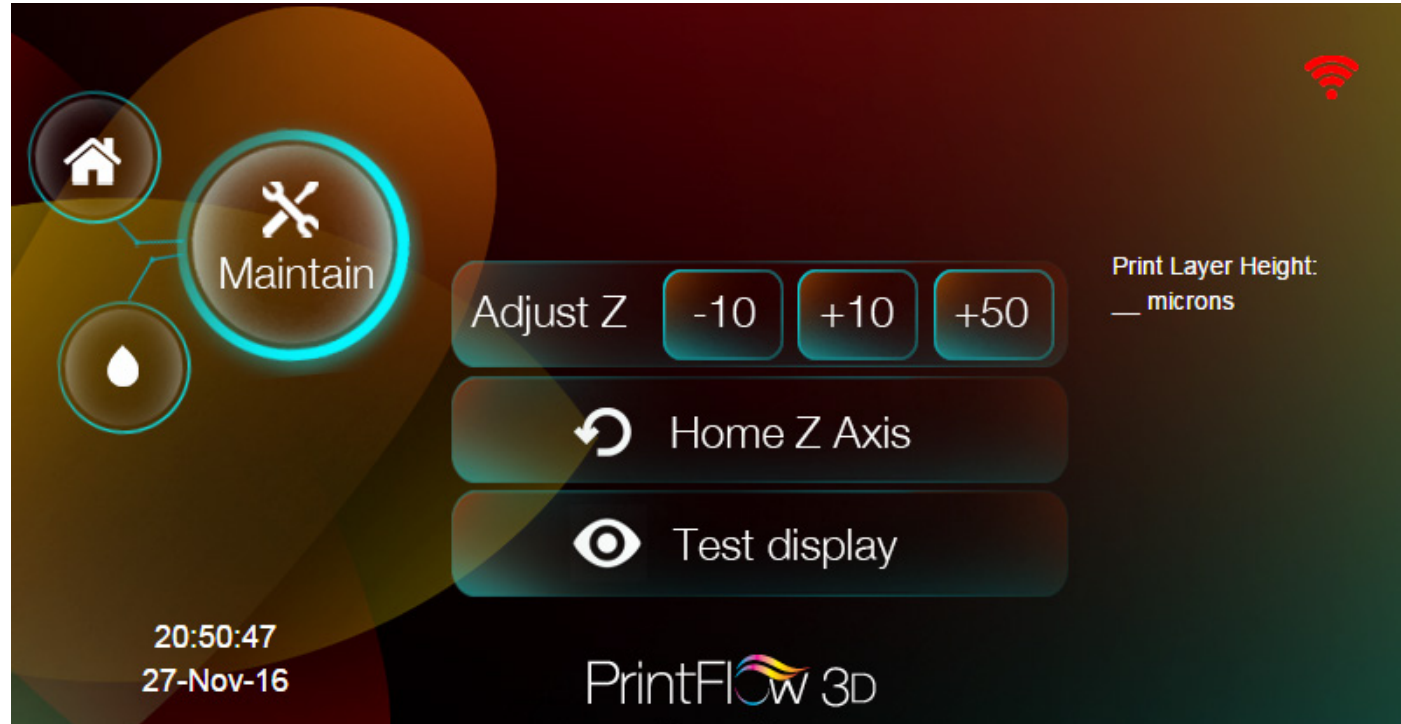 Maintain
Adjust Z -10 +10 +50
Print Layer Height:
__ microns
Home Z Axis
Test display
20:50:47
27-Nov-16
PrintFlow 3D